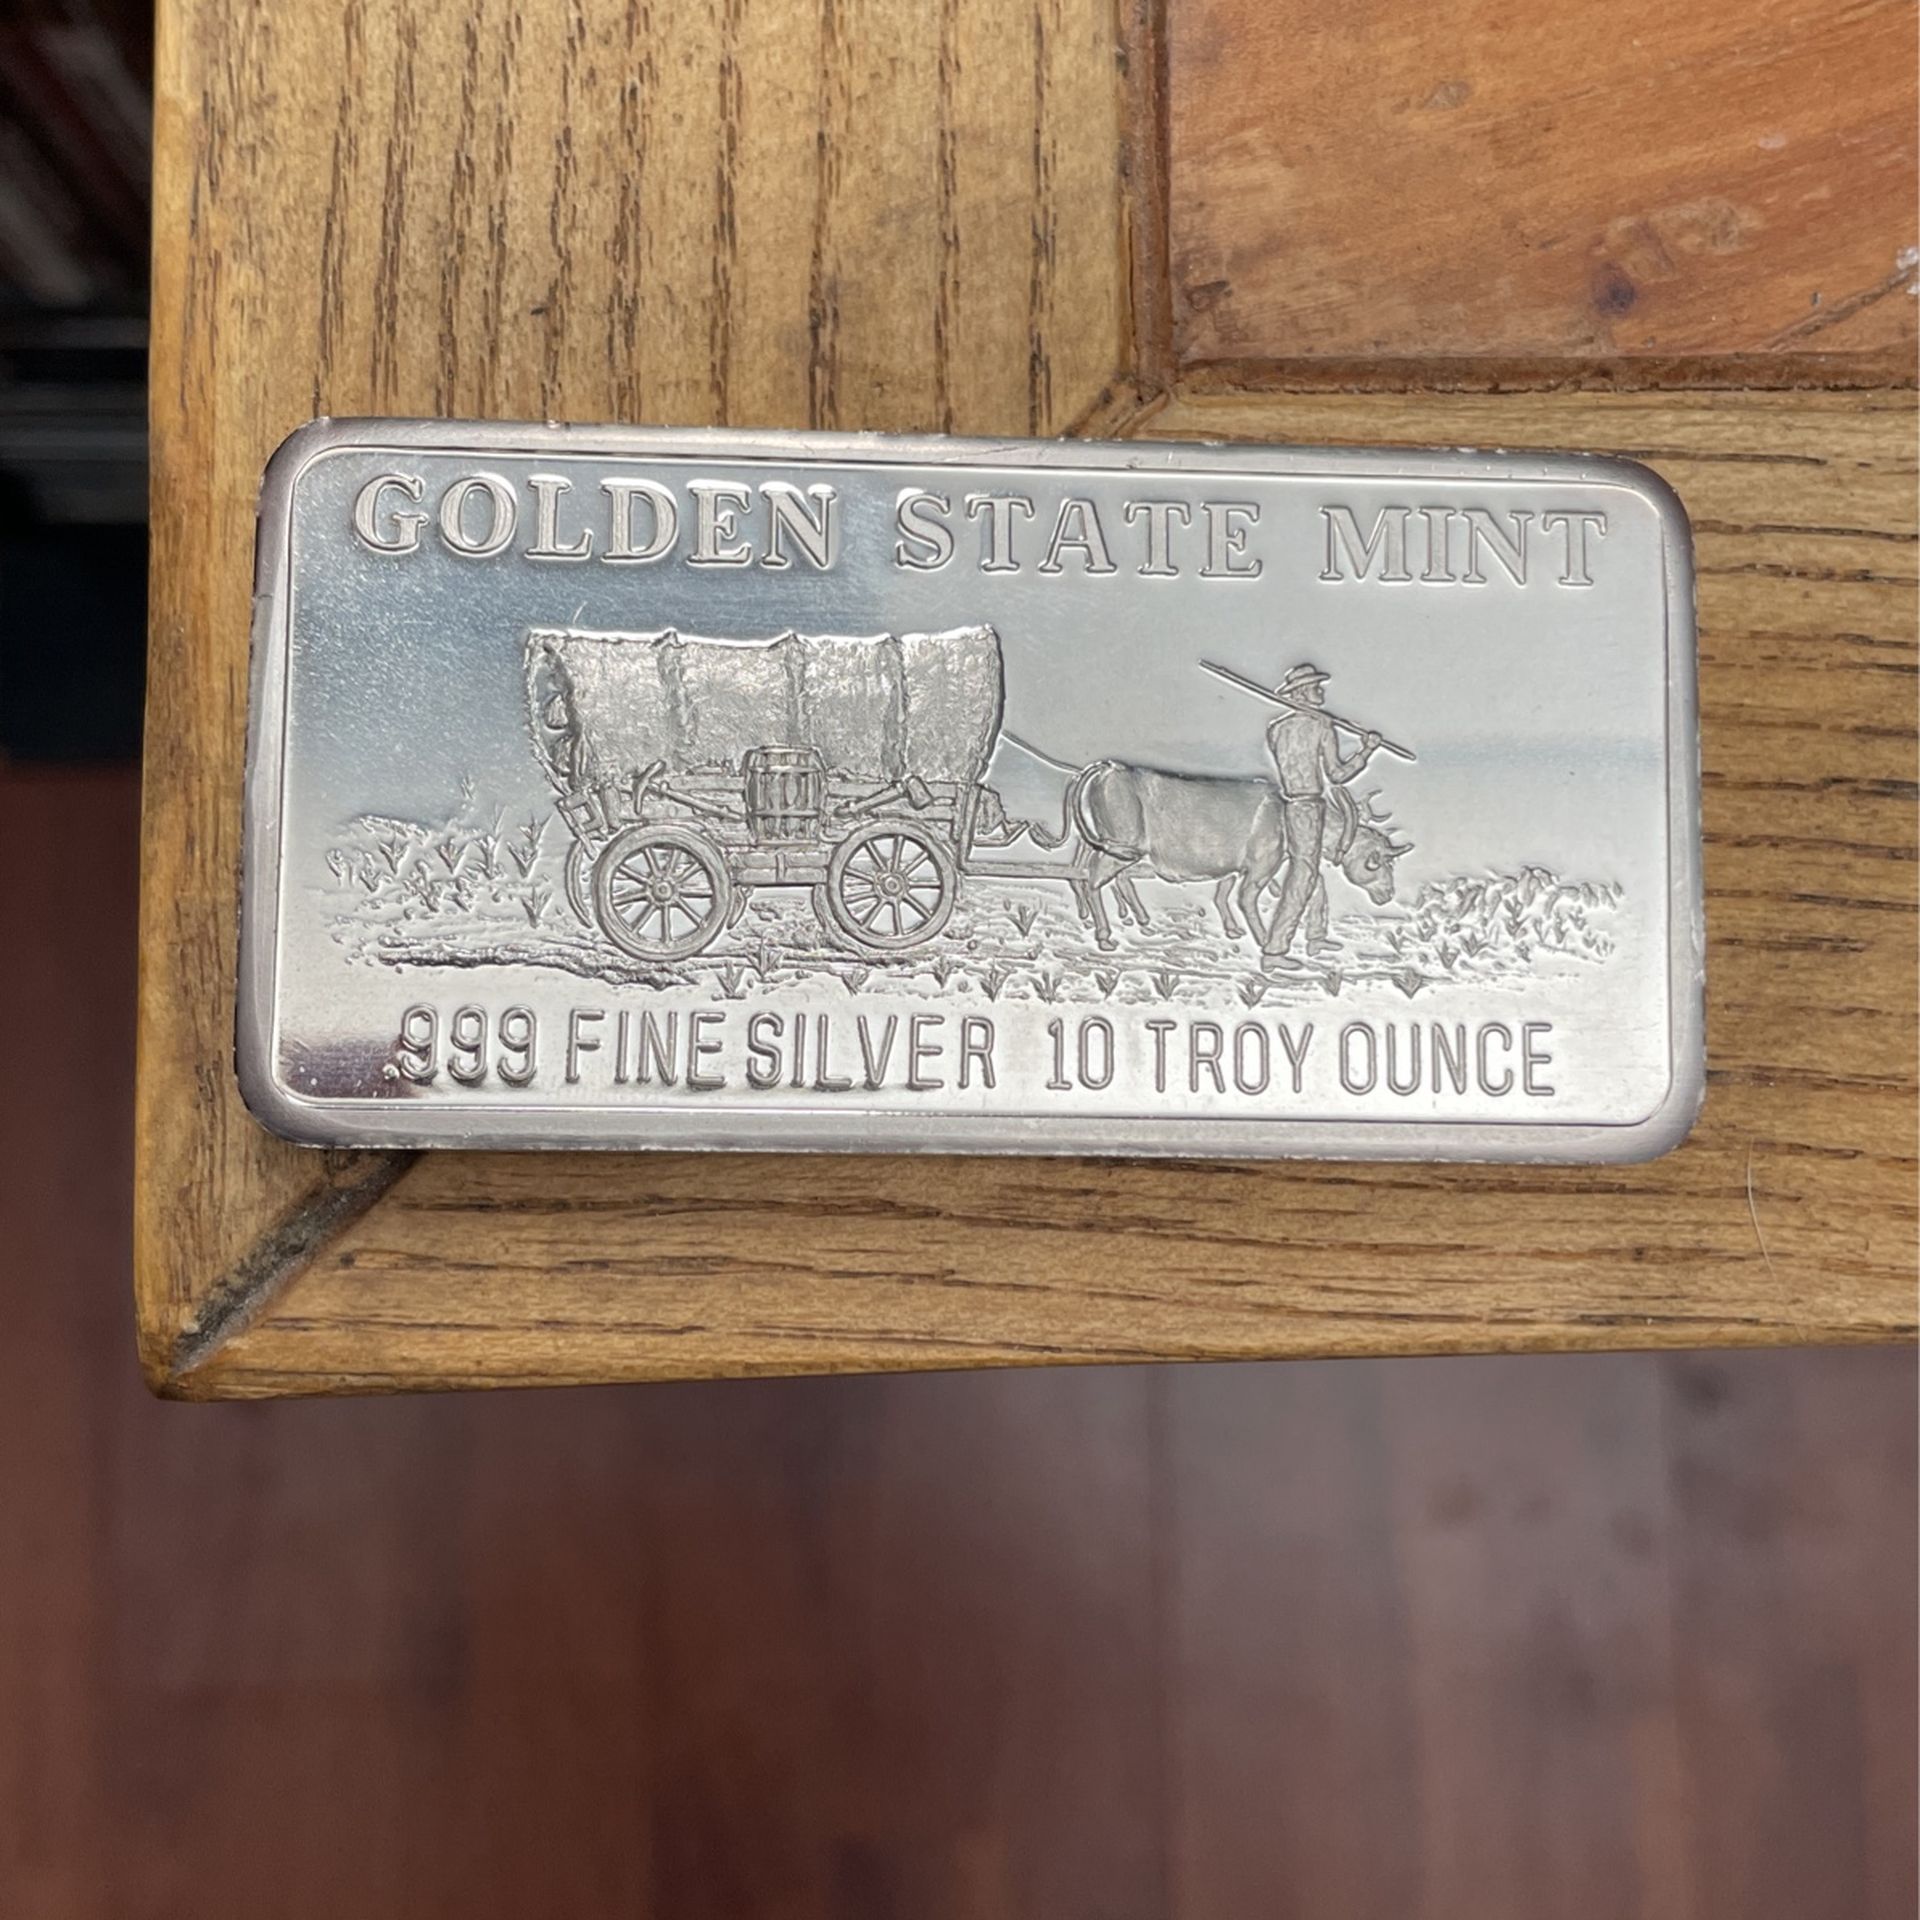 GOLDEN STATE MINT
.999 FINE SILVER 10 TROY OUNCE